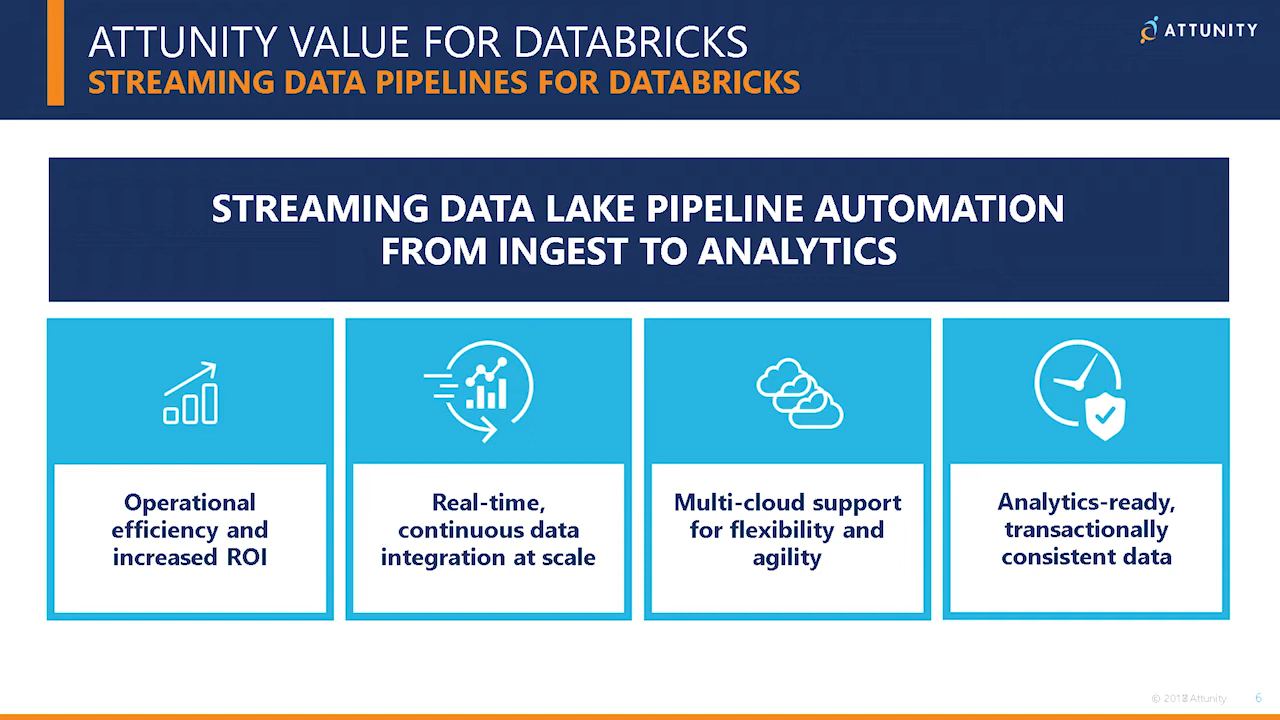 ATTUNITY VALUE FOR DATABRICKS
STREAMING DATA PIPELINES FOR DATABRICKS
ATTUNITY
STREAMING DATA LAKE PIPELINE AUTOMATION
FROM INGEST TO ANALYTICS
Operational
efficiency and
increased ROI
Real-time,
continuous data
integration at scale
Multi-cloud support
for flexibility and
agility
Analytics-ready,
transactionally
consistent data
© Attunity
6